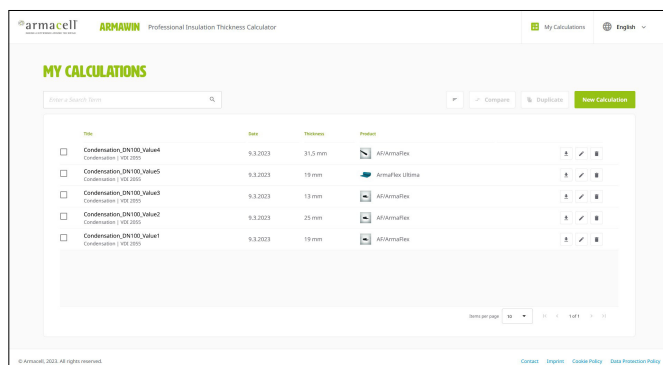 armacell
ARMAWIN Professional Insulation Thickness Calculator
My Calculations
English
MY CALCULATIONS
Enter a Search Term
Compare
Duplicate
New Calculation
Title Date Thickness Product
Condensation_DN100_Value4 9.3.2023 31,5 mm AF/ArmaFlex
Condensation | VDI 2055
Condensation_DN100_Value5 9.3.2023 19 mm ArmaFlex Ultima
Condensation | VDI 2055
Condensation_DN100_Value3 9.3.2023 13 mm AF/ArmaFlex
Condensation | VDI 2055
Condensation_DN100_Value2 9.3.2023 25 mm AF/ArmaFlex
Condensation | VDI 2055
Condensation_DN100_Value1 9.3.2023 19 mm AF/ArmaFlex
Condensation | VDI 2055
Items per page 10 1 of 1
© Armacell, 2023. All rights reserved. Contact Imprint Cookie Policy Data Protection Policy